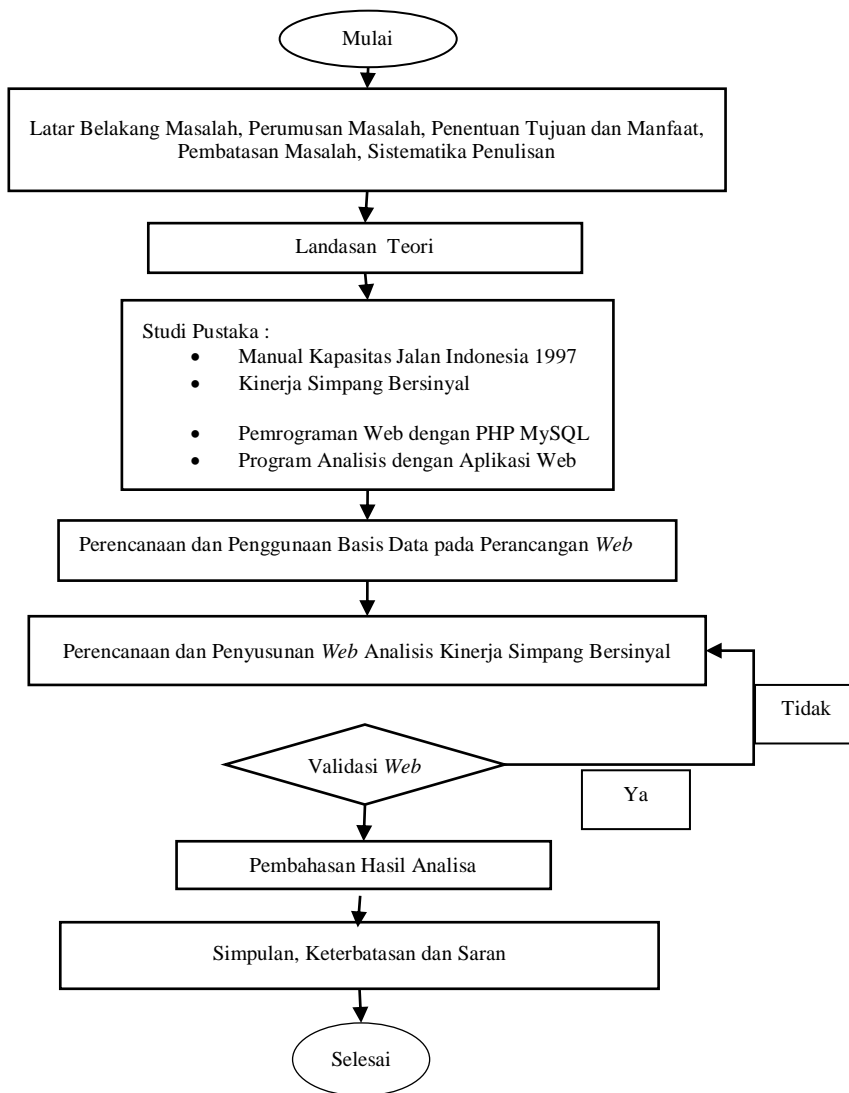 Mulai
Latar Belakang Masalah, Perumusan Masalah, Penentuan Tujuan dan Manfaat,
Pembatasan Masalah, Sistematika Penulisan
Landasan Teori
Studi Pustaka :
• Manual Kapasitas Jalan Indonesia 1997
• Kinerja Simpang Bersinyal
• Pemrograman Web dengan PHP MySQL
• Program Analisis dengan Aplikasi Web
Perencanaan dan Penggunaan Basis Data pada Perancangan Web
Perencanaan dan Penyusunan Web Analisis Kinerja Simpang Bersinyal
Tidak
Validasi Web
Ya
Pembahasan Hasil Analisa
Simpulan, Keterbatasan dan Saran
Selesai